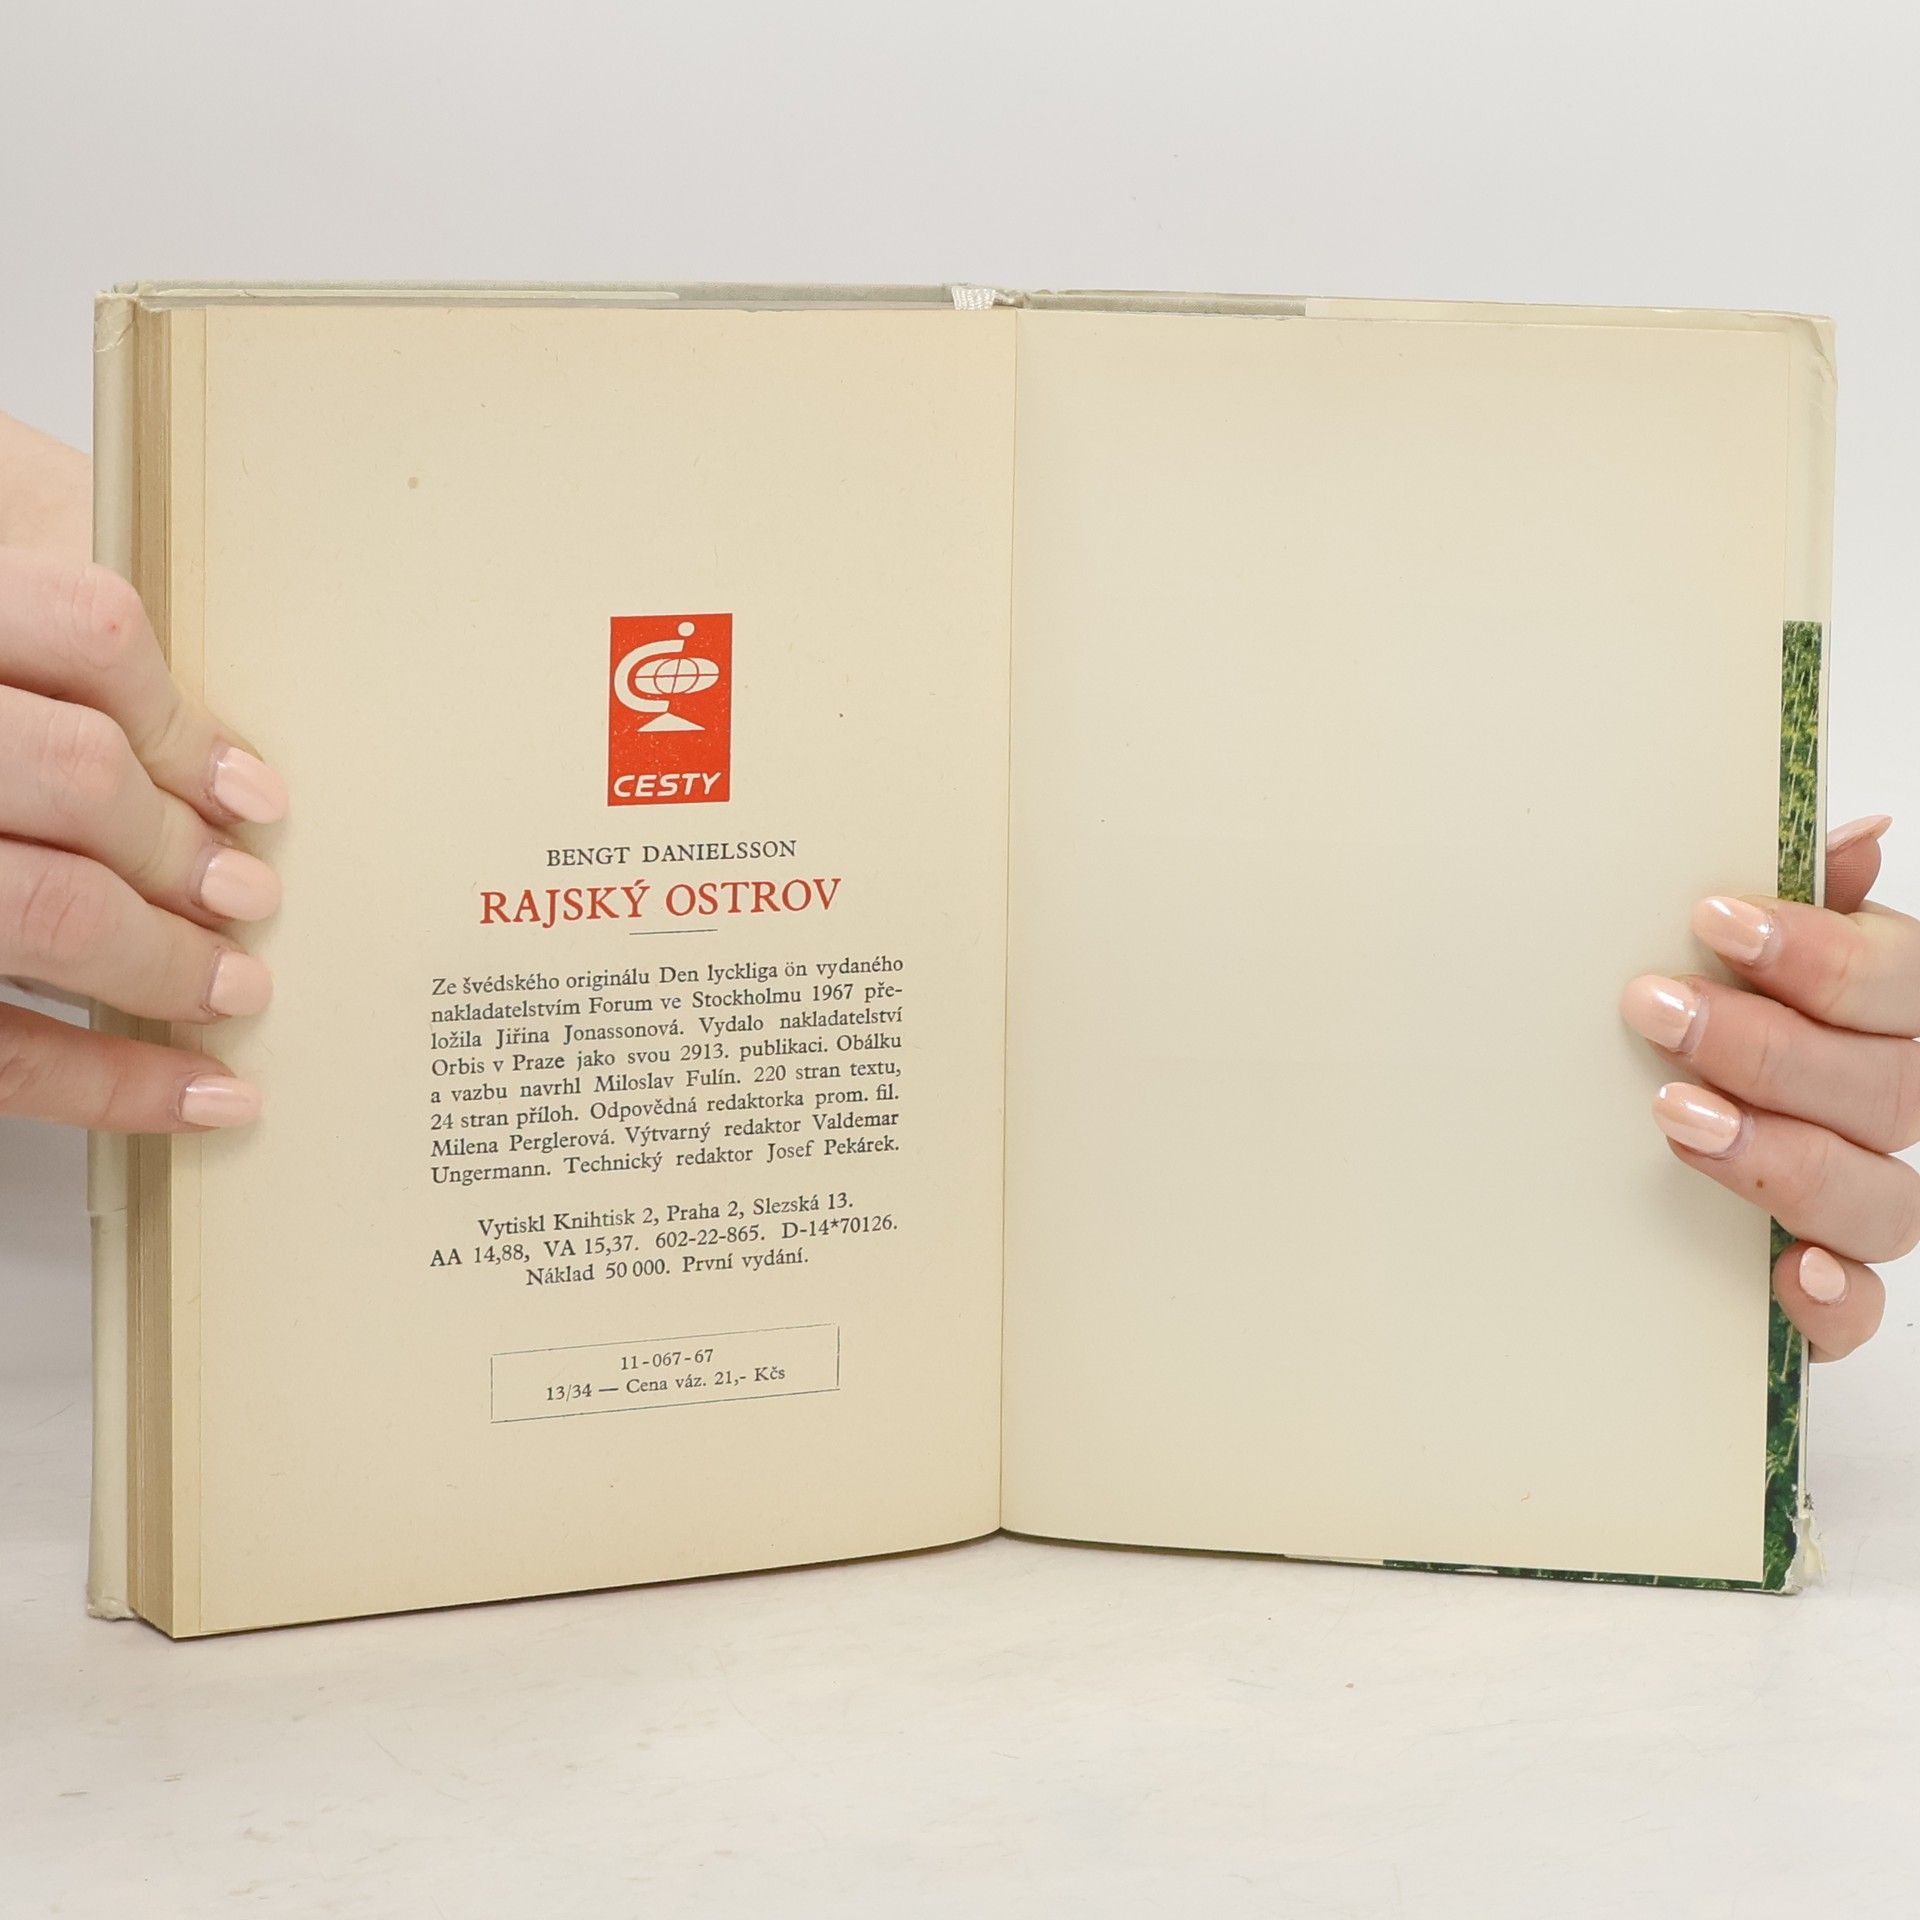 CESTY
BENGT DANIELSSON
RAJSKÝ OSTROV
Ze švédského originálu Den lyckliga ön vydaného
nakladatelstvím Forum ve Stockholmu 1967 pře-
ložila Jiřina Jonassonová. Vydalo nakladatelství
Orbis v Praze jako svou 2913. publikaci. Obálku
a vazbu navrhl Miloslav Fulín. 220 stran textu,
24 stran příloh. Odpovědná redaktorka prom. fil.
Milena Perglerová. Výtvarný redaktor Valdemar
Ungermann. Technický redaktor Josef Pekárek.
Vytiskl Knihtisk 2, Praha 2, Slezská 13.
AA 14,88, VA 15,37. 602-22-865. D-14*70126.
Náklad 50 000. První vydání.
11-067-67
13/34 — Cena váz. 21,- Kčs